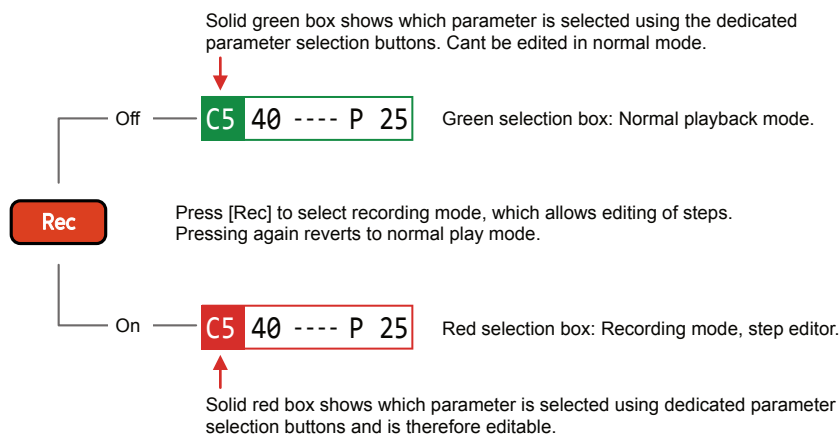 Solid green box shows which parameter is selected using the dedicated
parameter selection buttons. Cant be edited in normal mode.
Off
C5 40 ---- P 25
Green selection box: Normal playback mode.
Rec
Press [Rec] to select recording mode, which allows editing of steps.
Pressing again reverts to normal play mode.
On
C5 40 ---- P 25
Red selection box: Recording mode, step editor.
Solid red box shows which parameter is selected using dedicated parameter
selection buttons and is therefore editable.